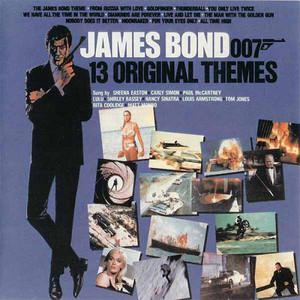 THE JAMES BOND THEME · FROM RUSSIA WITH LOVE · GOLDFINGER · THUNDERBALL · YOU ONLY LIVE TWICE
WE HAVE ALL THE TIME IN THE WORLD · DIAMONDS ARE FOREVER · LIVE AND LET DIE · THE MAN WITH THE GOLDEN GUN
NOBODY DOES IT BETTER · MOONRAKER · FOR YOUR EYES ONLY · ALL TIME HIGH
JAMES BOND 007
13 ORIGINAL THEMES
Sung by · SHEENA EASTON · CARLY SIMON · PAUL McCARTNEY
LULU · SHIRLEY BASSEY · NANCY SINATRA · LOUIS ARMSTRONG · TOM JONES
RITA COOLIDGE · MATT MONRO